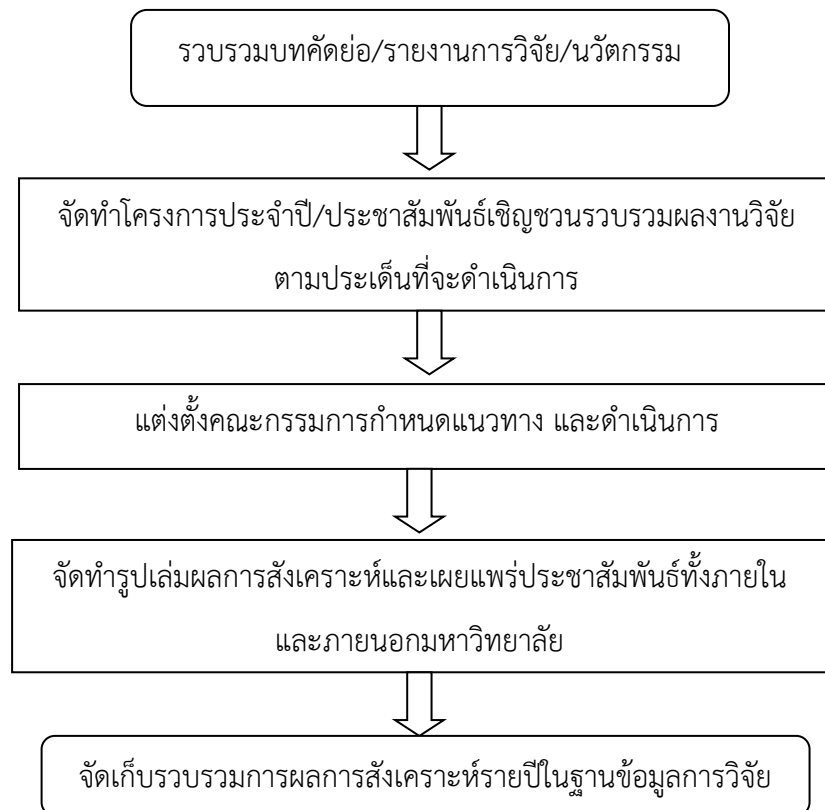 รวบรวมบทคัดย่อ/รายงานการวิจัย/นวัตกรรม
จัดทำโครงการประจำปี/ประชาสัมพันธ์เชิญชวนรวบรวมผลงานวิจัย
ตามประเด็นที่จะดำเนินการ
แต่งตั้งคณะกรรมการกำหนดแนวทาง และดำเนินการ
จัดทำรูปเล่มผลการสังเคราะห์และเผยแพร่ประชาสัมพันธ์ทั้งภายใน
และภายนอกมหาวิทยาลัย
จัดเก็บรวบรวมการผลการสังเคราะห์รายปีในฐานข้อมูลการวิจัย